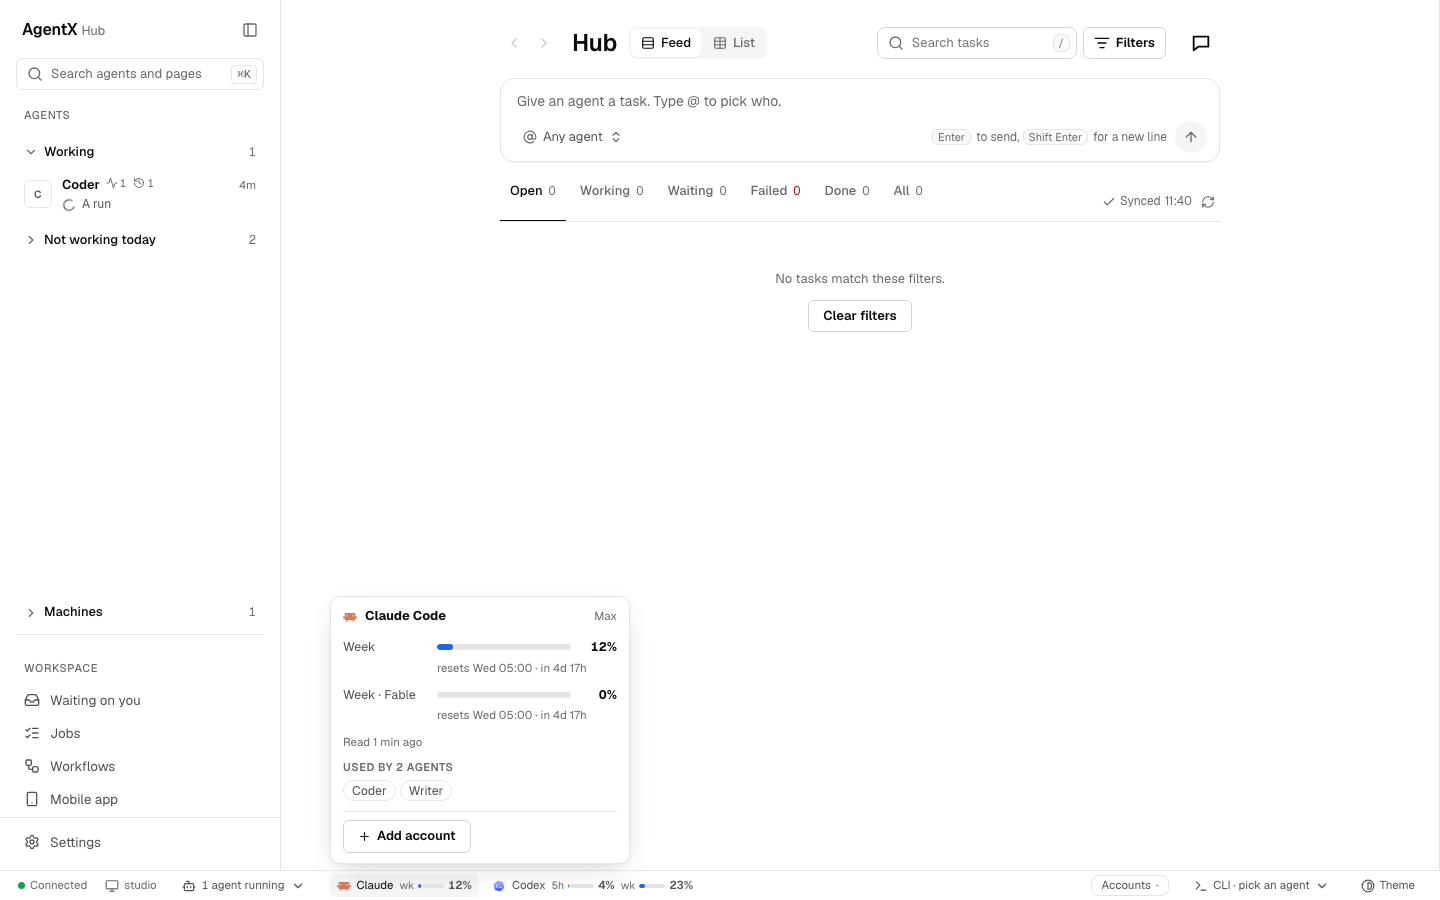 AgentX Hub
Search agents and pages ⌘K
AGENTS
Working 1
Coder 1 1 4m
A run
Not working today 2
Machines 1
WORKSPACE
Waiting on you
Jobs
Workflows
Mobile app
Settings
Hub Feed List
Search tasks /
Filters
Give an agent a task. Type @ to pick who.
@ Any agent
Enter to send, Shift Enter for a new line
Open 0 Working 0 Waiting 0 Failed 0 Done 0 All 0
Synced 11:40
No tasks match these filters.
Clear filters
Claude Code Max
Week 12%
resets Wed 05:00 · in 4d 17h
Week · Fable 0%
resets Wed 05:00 · in 4d 17h
Read 1 min ago
USED BY 2 AGENTS
Coder Writer
+ Add account
Connected studio 1 agent running Claude wk 12% Codex 5h 4% wk 23% Accounts · CLI · pick an agent Theme